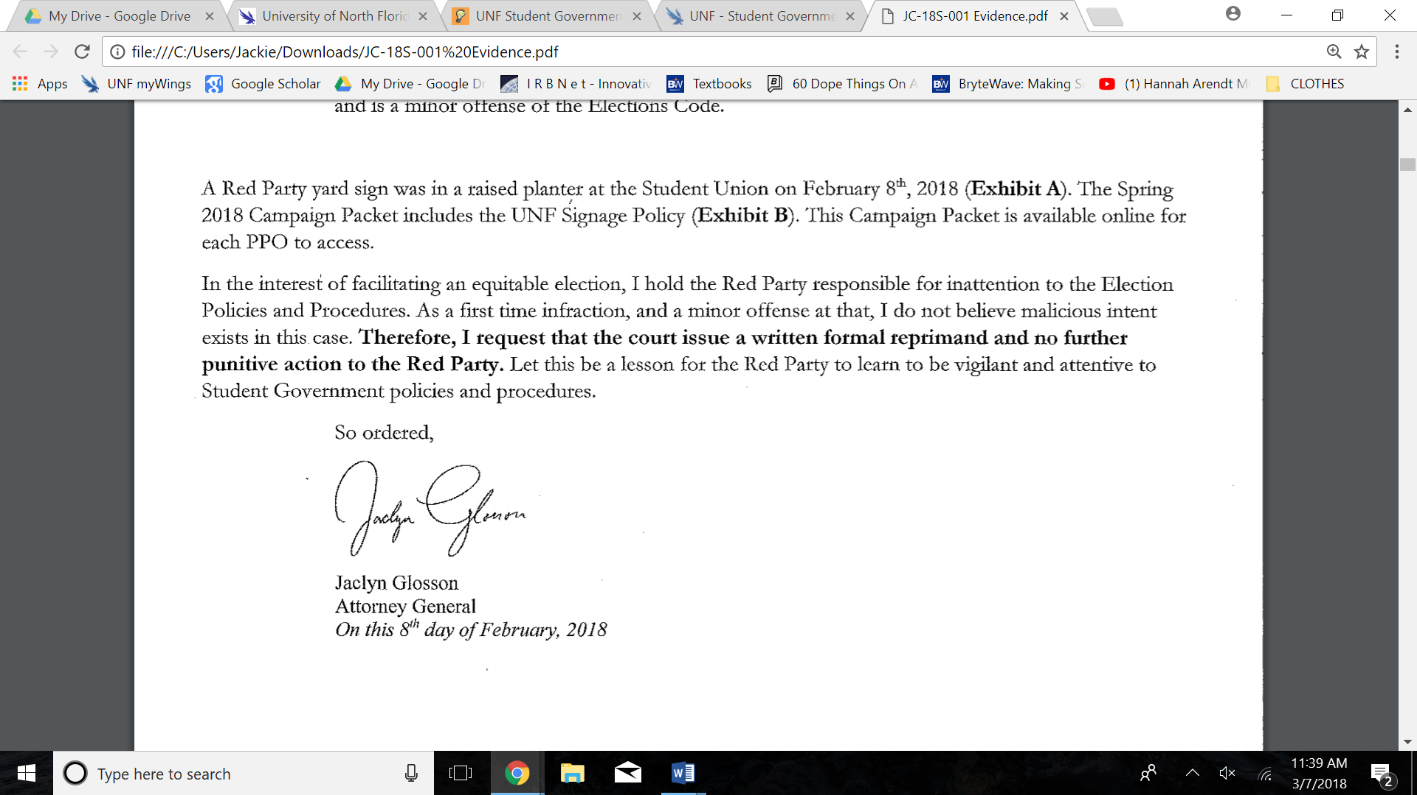 My Drive - Google Drive
University of North Florid
UNF Student Governmen
UNF - Student Governme
JC-18S-001 Evidence.pdf
file:///C:/Users/Jackie/Downloads/JC-18S-001%20Evidence.pdf
Apps
UNF myWings
Google Scholar
My Drive - Google Dr
I R B N e t - Innovativ
Textbooks
60 Dope Things On A
BryteWave: Making S
(1) Hannah Arendt M
CLOTHES
and is a minor offense of the Elections Code.
A Red Party yard sign was in a raised planter at the Student Union on February 8th, 2018 (Exhibit A). The Spring
2018 Campaign Packet includes the UNF Signage Policy (Exhibit B). This Campaign Packet is available online for
each PPO to access.
In the interest of facilitating an equitable election, I hold the Red Party responsible for inattention to the Election
Policies and Procedures. As a first time infraction, and a minor offense at that, I do not believe malicious intent
exists in this case. Therefore, I request that the court issue a written formal reprimand and no further
punitive action to the Red Party. Let this be a lesson for the Red Party to learn to be vigilant and attentive to
Student Government policies and procedures.
So ordered,
Jaclyn Glosson
Jaclyn Glosson
Attorney General
On this 8th day of February, 2018
Type here to search
11:39 AM
3/7/2018
2